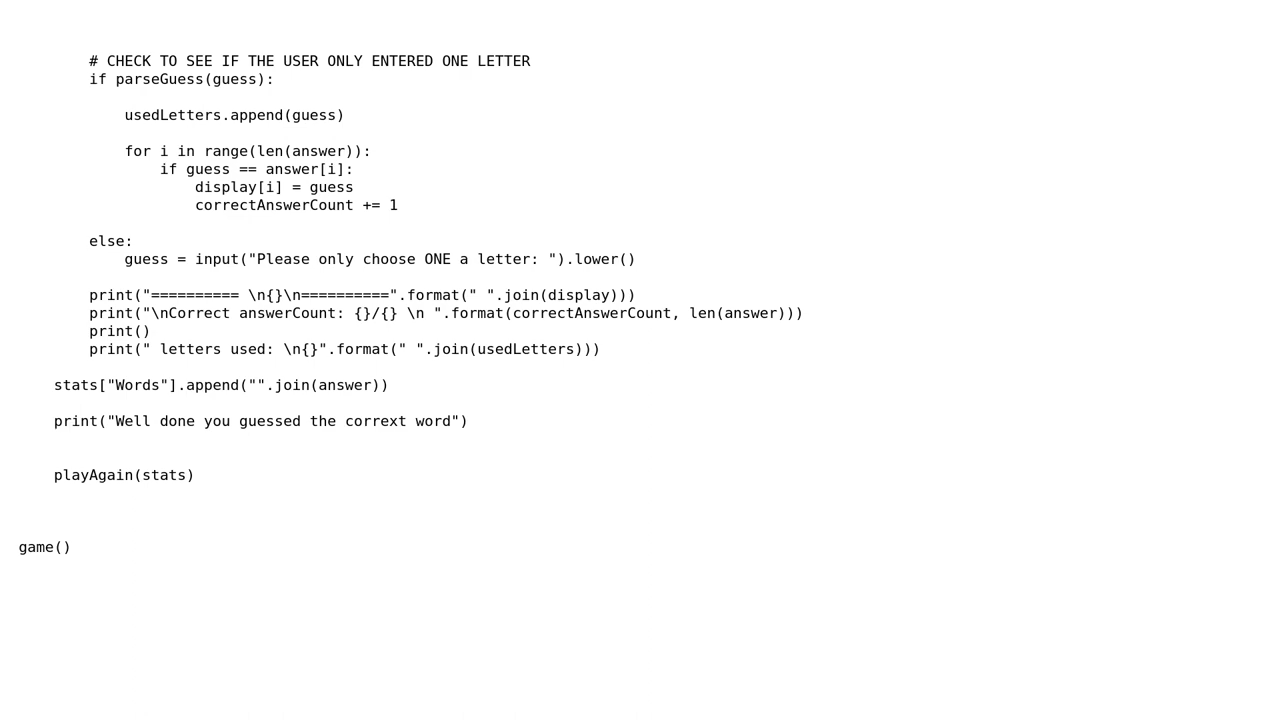 # CHECK TO SEE IF THE USER ONLY ENTERED ONE LETTER
if parseGuess(guess):
usedLetters.append(guess)
for i in range(len(answer)):
if guess == answer[i]:
display[i] = guess
correctAnswerCount += 1
else:
guess = input("Please only choose ONE a letter: ").lower()
print("========== \n{}\n==========".format(" ".join(display)))
print("\nCorrect answerCount: {}/{} \n ".format(correctAnswerCount, len(answer)))
print()
print(" letters used: \n{}".format(" ".join(usedLetters)))
stats["Words"].append("".join(answer))
print("Well done you guessed the corrext word")
playAgain(stats)
game()